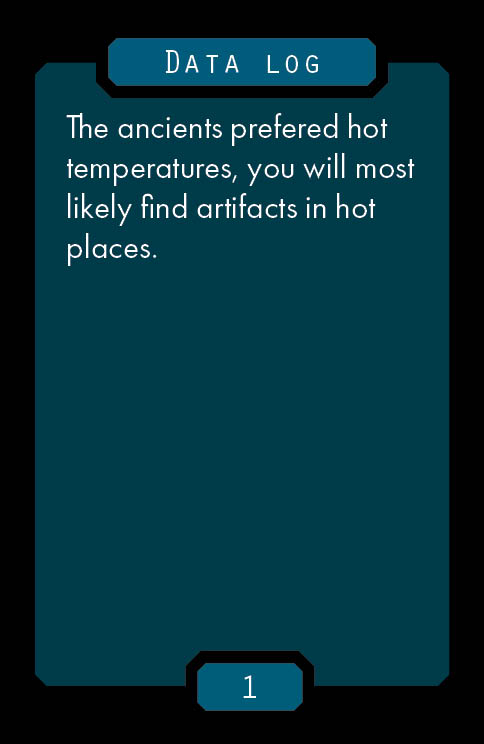 Data log
The ancients prefered hot
temperatures, you will most
likely find artifacts in hot
places.
1